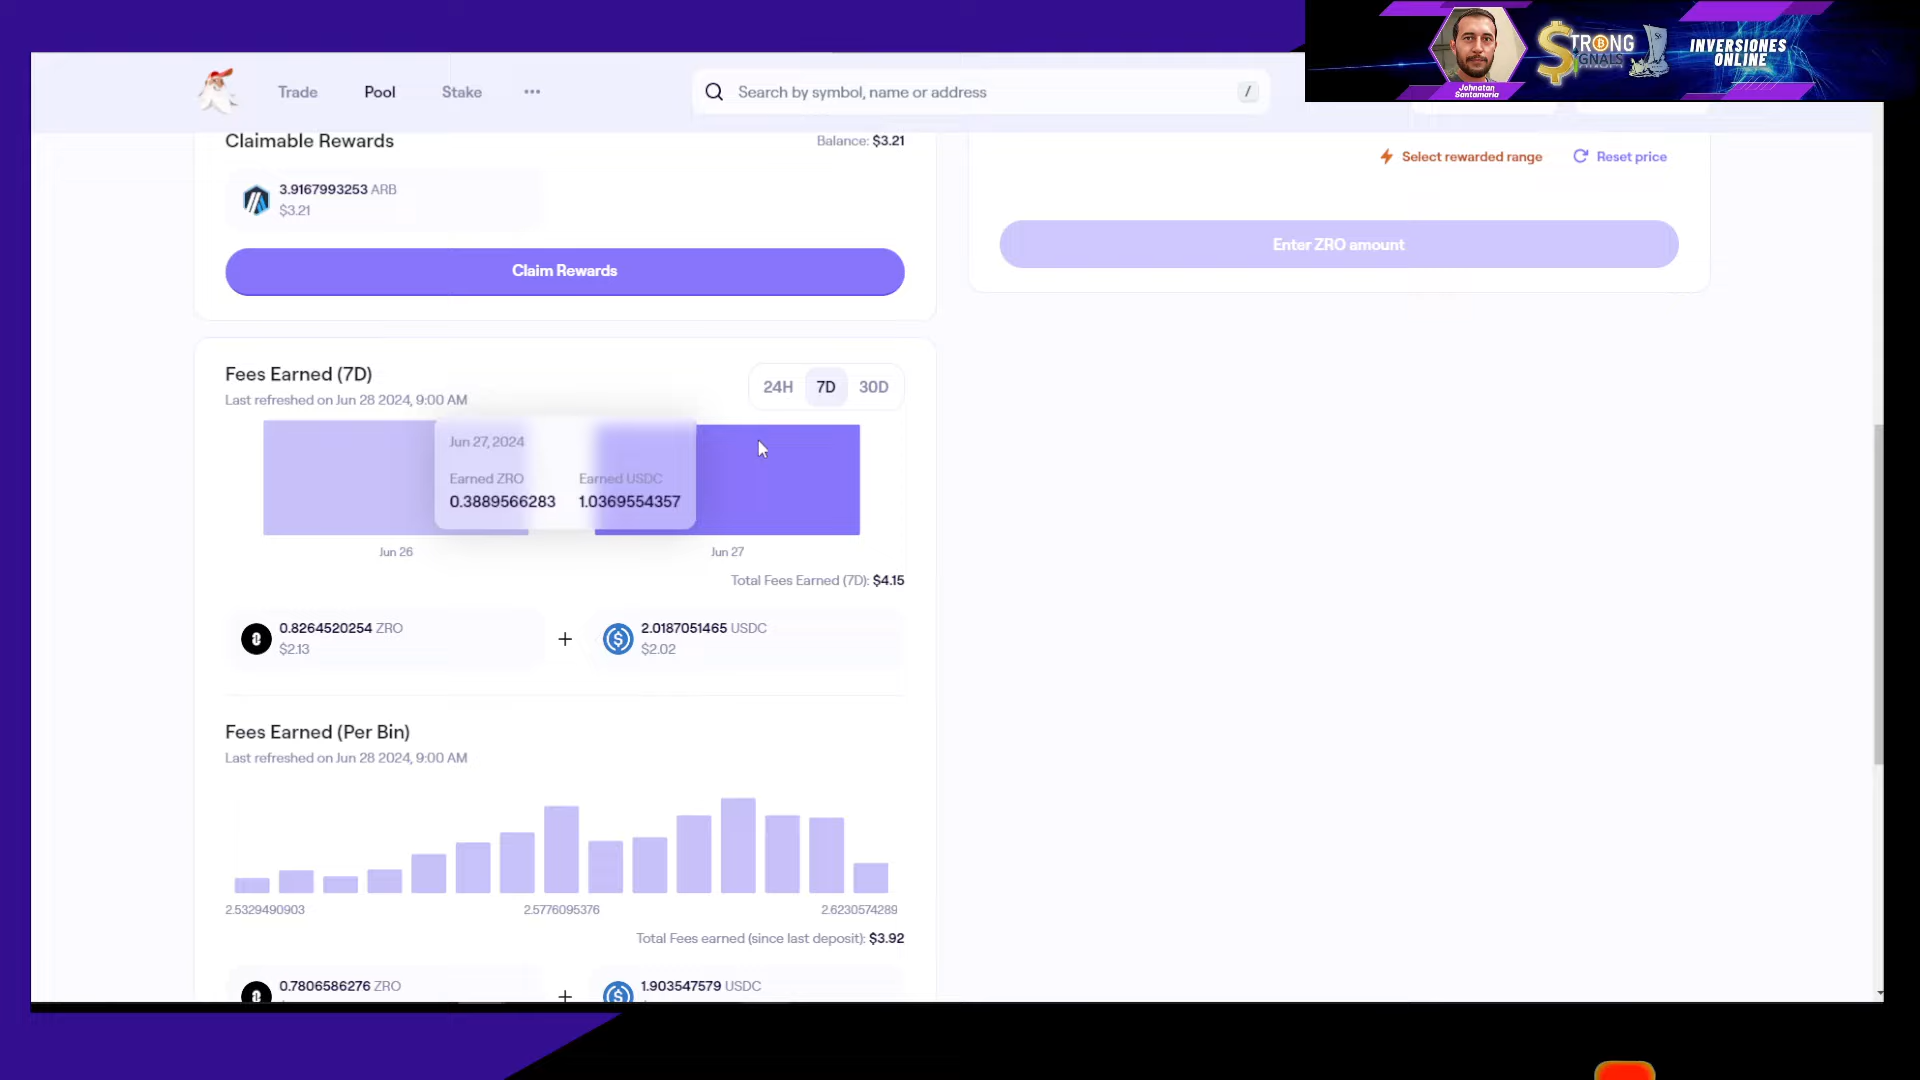 Trade Pool Stake
Search by symbol, name or address /
Johnatan
Santamaria
STRONG
SIGNALS
INVERSIONES
ONLINE
Claimable Rewards
Balance: $3.21
3.9167993253 ARB
$3.21
Claim Rewards
Select rewarded range
Reset price
Enter ZRO amount
Fees Earned (7D)
Last refreshed on Jun 28 2024, 9:00 AM
24H 7D 30D
Jun 27, 2024
Earned ZRO Earned USDC
0.3889566283 1.0369554357
Jun 26 Jun 27
Total Fees Earned (7D): $4.15
0.8264520254 ZRO
$2.13
+
2.0187051465 USDC
$2.02
Fees Earned (Per Bin)
Last refreshed on Jun 28 2024, 9:00 AM
2.5329490903 2.5776095376 2.6230574289
Total Fees earned (since last deposit): $3.92
0.7806586276 ZRO
+
1.903547579 USDC